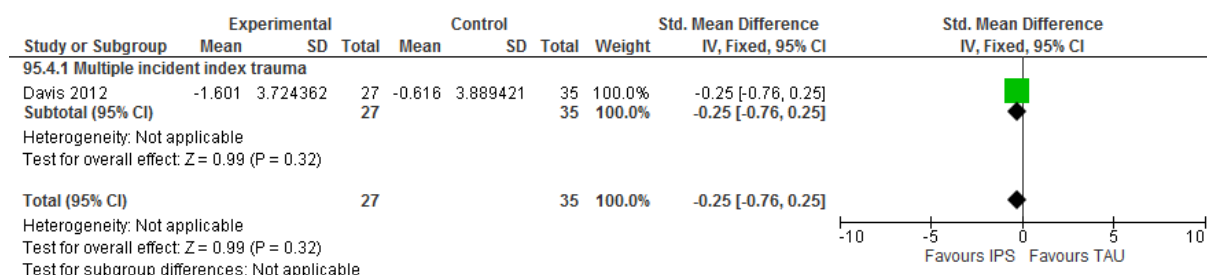 Experimental Control Std. Mean Difference Std. Mean Difference
Study or Subgroup Mean SD Total Mean SD Total Weight IV, Fixed, 95% CI IV, Fixed, 95% CI
95.4.1 Multiple incident index trauma
Davis 2012 -1.601 3.724362 27 -0.616 3.889421 35 100.0% -0.25 [-0.76, 0.25]
Subtotal (95% CI) 27 35 100.0% -0.25 [-0.76, 0.25]
Heterogeneity: Not applicable
Test for overall effect: Z = 0.99 (P = 0.32)
Total (95% CI) 27 35 100.0% -0.25 [-0.76, 0.25]
Heterogeneity: Not applicable
-10 -5 0 5 10
Test for overall effect: Z = 0.99 (P = 0.32)
Favours IPS Favours TAU
Test for subgroup differences: Not applicable